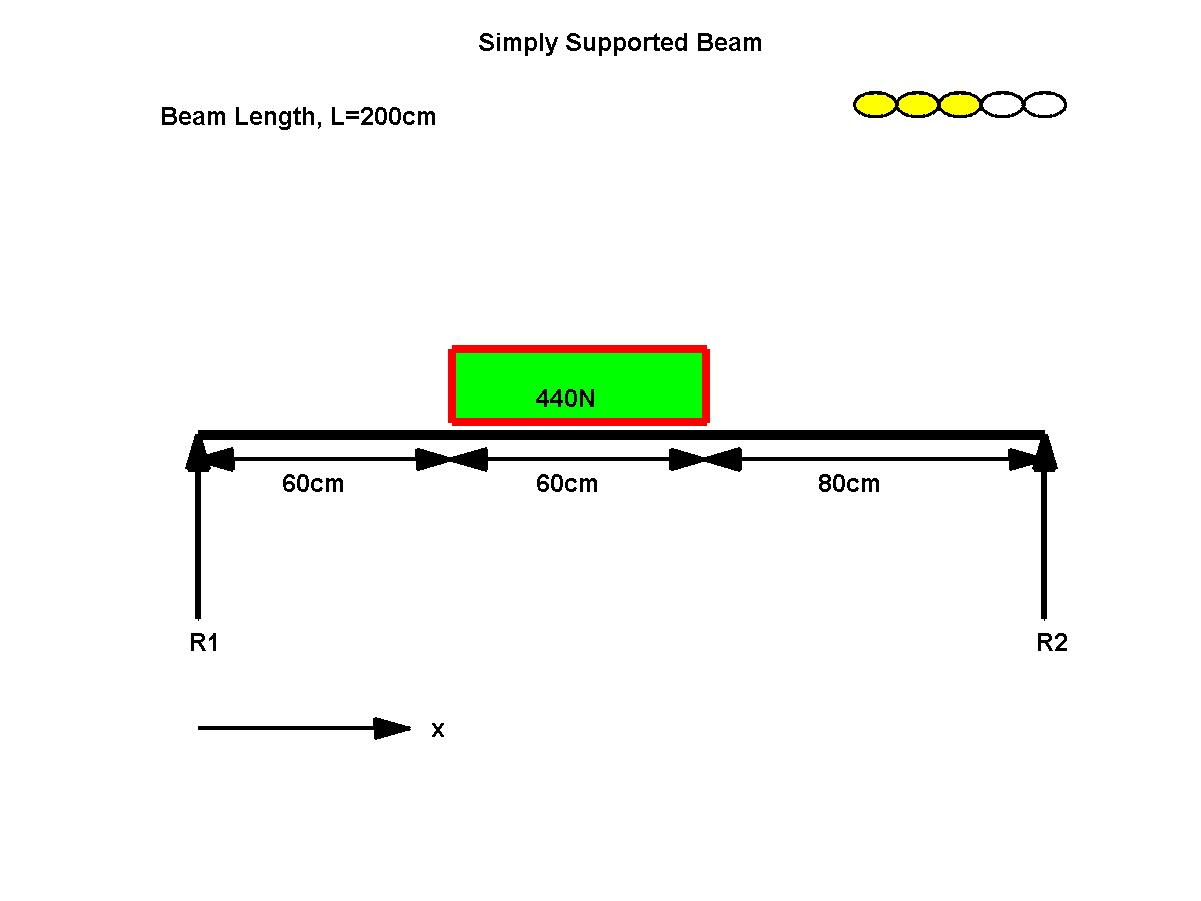 Simply Supported Beam
Beam Length, L=200cm
440N
60cm 60cm 80cm
R1 R2
x